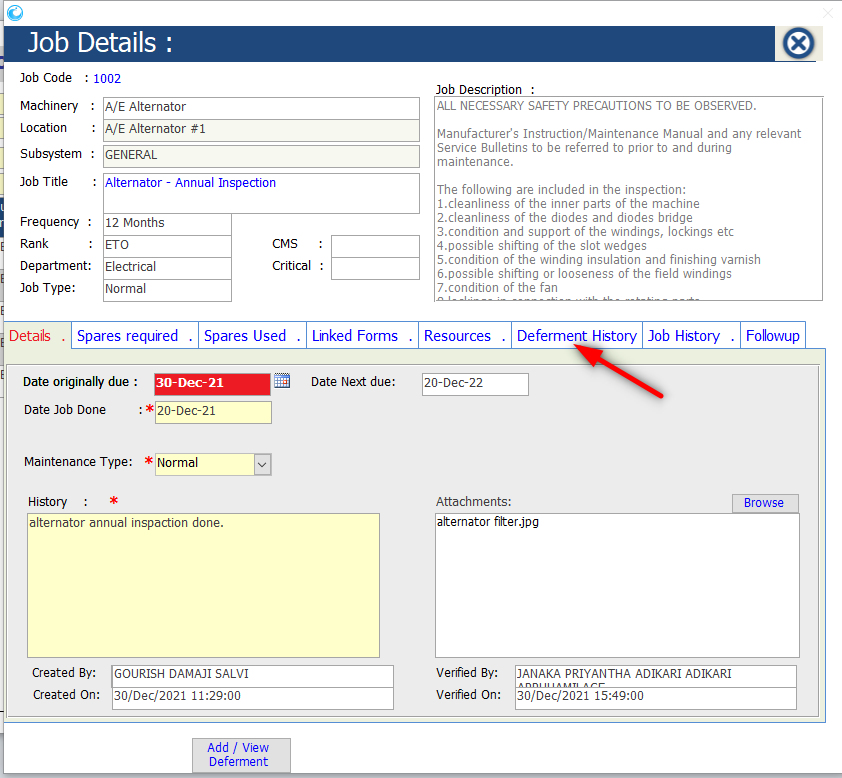 Job Details :
Job Code : 1002
Machinery : A/E Alternator
Location : A/E Alternator #1
Subsystem : GENERAL
Job Title : Alternator - Annual Inspection
Frequency : 12 Months
Rank : ETO
CMS :
Department: Electrical
Critical :
Job Type: Normal
Job Description :
ALL NECESSARY SAFETY PRECAUTIONS TO BE OBSERVED.
Manufacturer's Instruction/Maintenance Manual and any relevant
Service Bulletins to be referred to prior to and during
maintenance.
The following are included in the inspection:
1.cleanliness of the inner parts of the machine
2.cleanliness of the diodes and diodes bridge
3.condition and support of the windings, lockings etc
4.possible shifting of the slot wedges
5.condition of the winding insulation and finishing varnish
6.possible shifting or looseness of the field windings
7.condition of the fan
Details . Spares required . Spares Used . Linked Forms . Resources . Deferment History Job History . Followup
Date originally due : 30-Dec-21 Date Next due: 20-Dec-22
Date Job Done :* 20-Dec-21
Maintenance Type: * Normal
History : *
alternator annual inspaction done.
Attachments: Browse
alternator filter.jpg
Created By: GOURISH DAMAJI SALVI
Created On: 30/Dec/2021 11:29:00
Verified By: JANAKA PRIYANTHA ADIKARI ADIKARI
Verified On: 30/Dec/2021 15:49:00
Add / View
Deferment